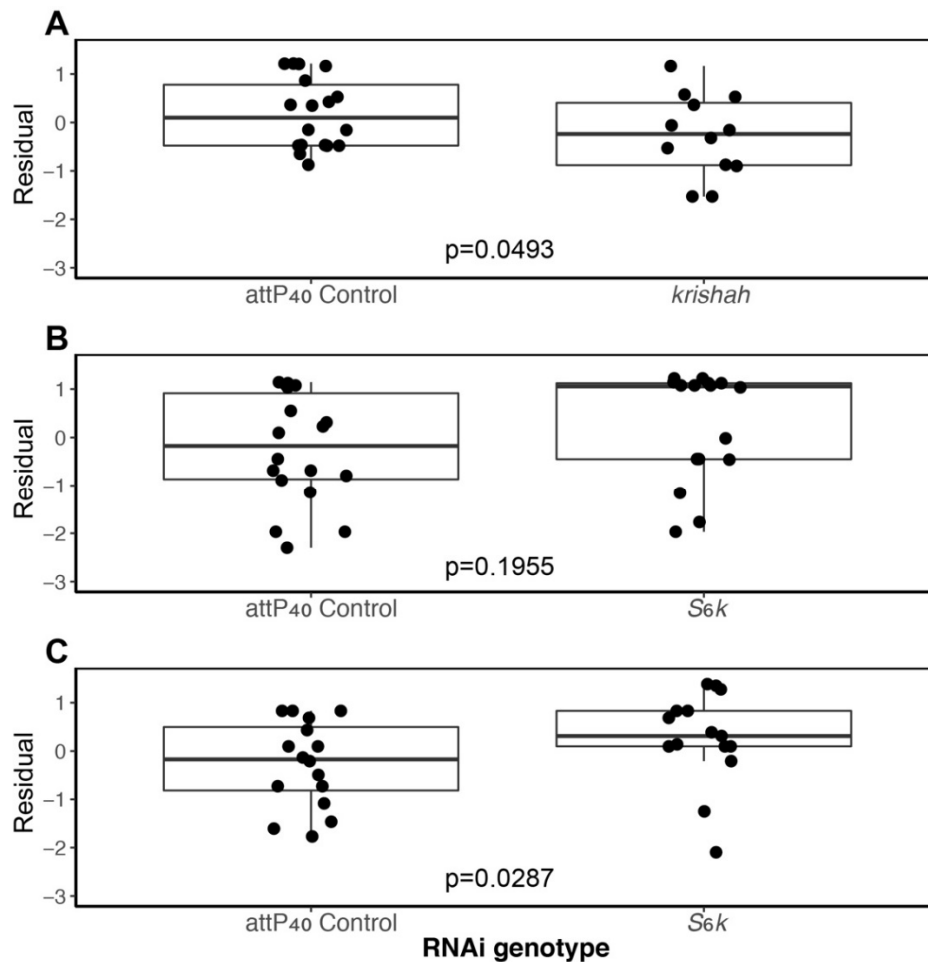 A
Residual
1
0
−1
−2
−3
p=0.0493
attP40 Control krishah
B
Residual
1
0
−1
−2
−3
p=0.1955
attP40 Control S6k
C
Residual
1
0
−1
−2
−3
p=0.0287
attP40 Control S6k
RNAi genotype